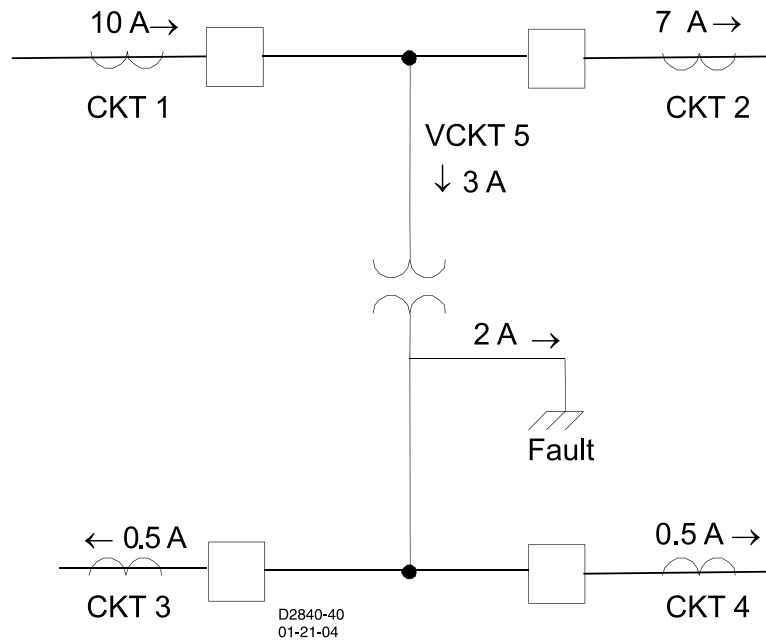 10 A→
7 A→
CKT 1
CKT 2
VCKT 5
↓ 3 A
2 A →
Fault
← 0.5 A
0.5 A →
CKT 3
CKT 4
D2840-40
01-21-04